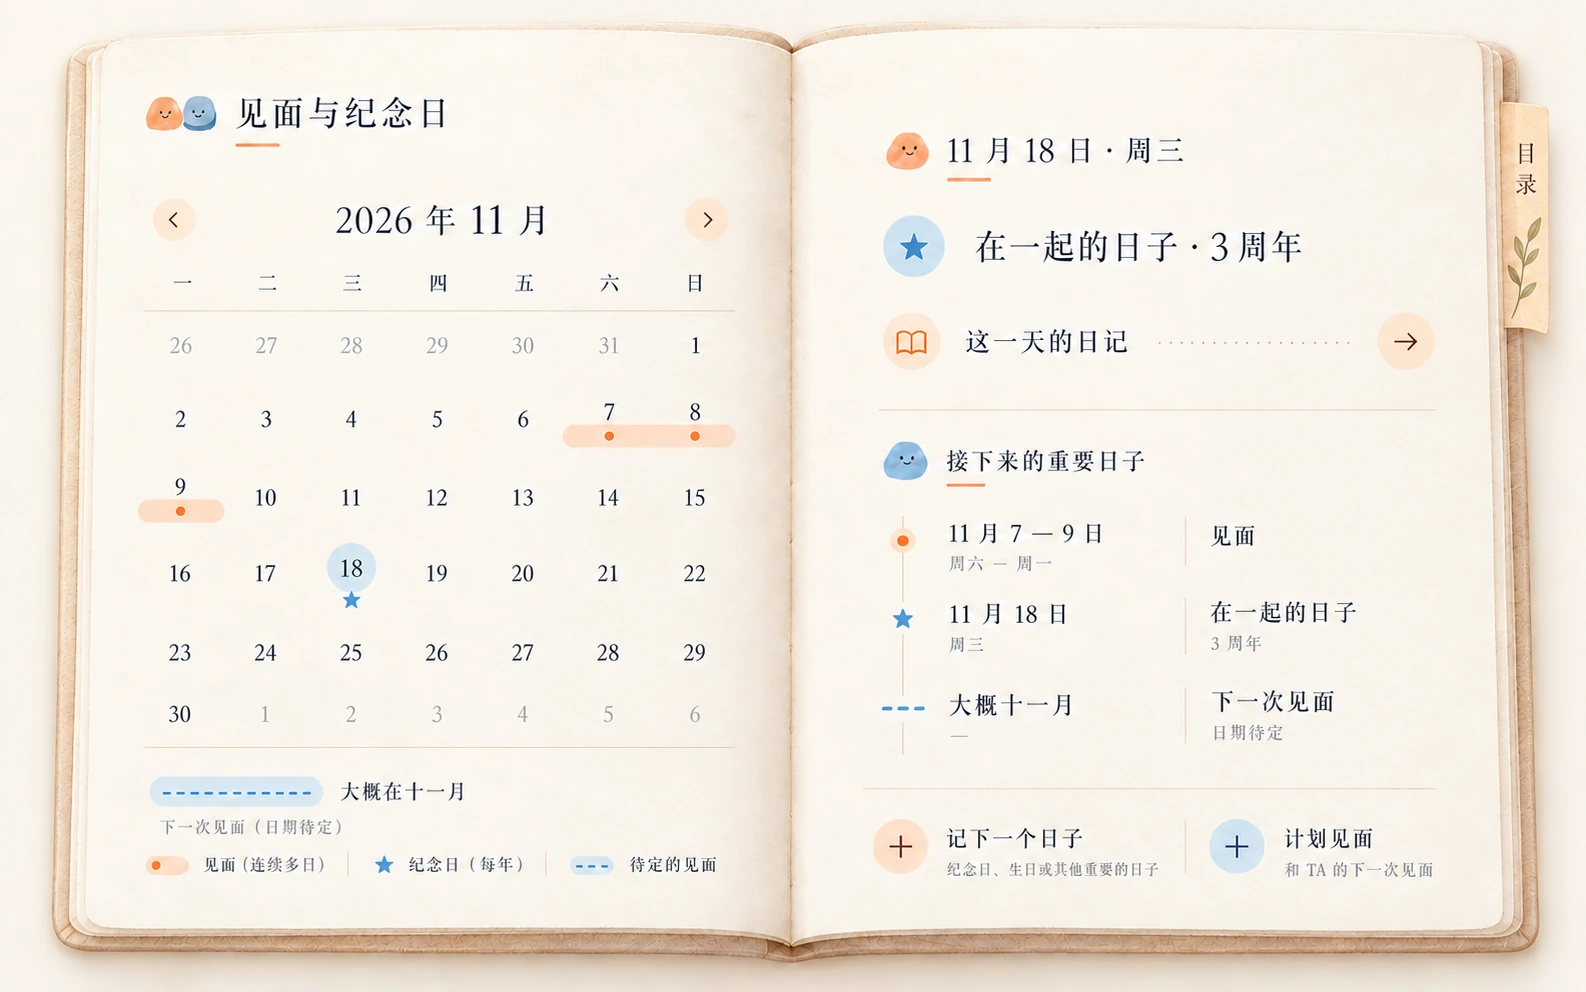 见面与纪念日
2026 年 11 月
一 二 三 四 五 六 日
26 27 28 29 30 31 1
2 3 4 5 6 7 8
9 10 11 12 13 14 15
16 17 18 19 20 21 22
23 24 25 26 27 28 29
30 1 2 3 4 5 6
大概在十一月
下一次见面（日期待定）
见面（连续多日） 纪念日（每年） 待定的见面
11 月 18 日 · 周三
在一起的日子 · 3 周年
这一天的日记
接下来的重要日子
11 月 7 — 9 日 见面
周六 — 周一
11 月 18 日 在一起的日子
周三 3 周年
大概十一月 下一次见面
— 日期待定
记下一个日子 计划见面
纪念日、生日或其他重要的日子 和 TA 的下一次见面
目录